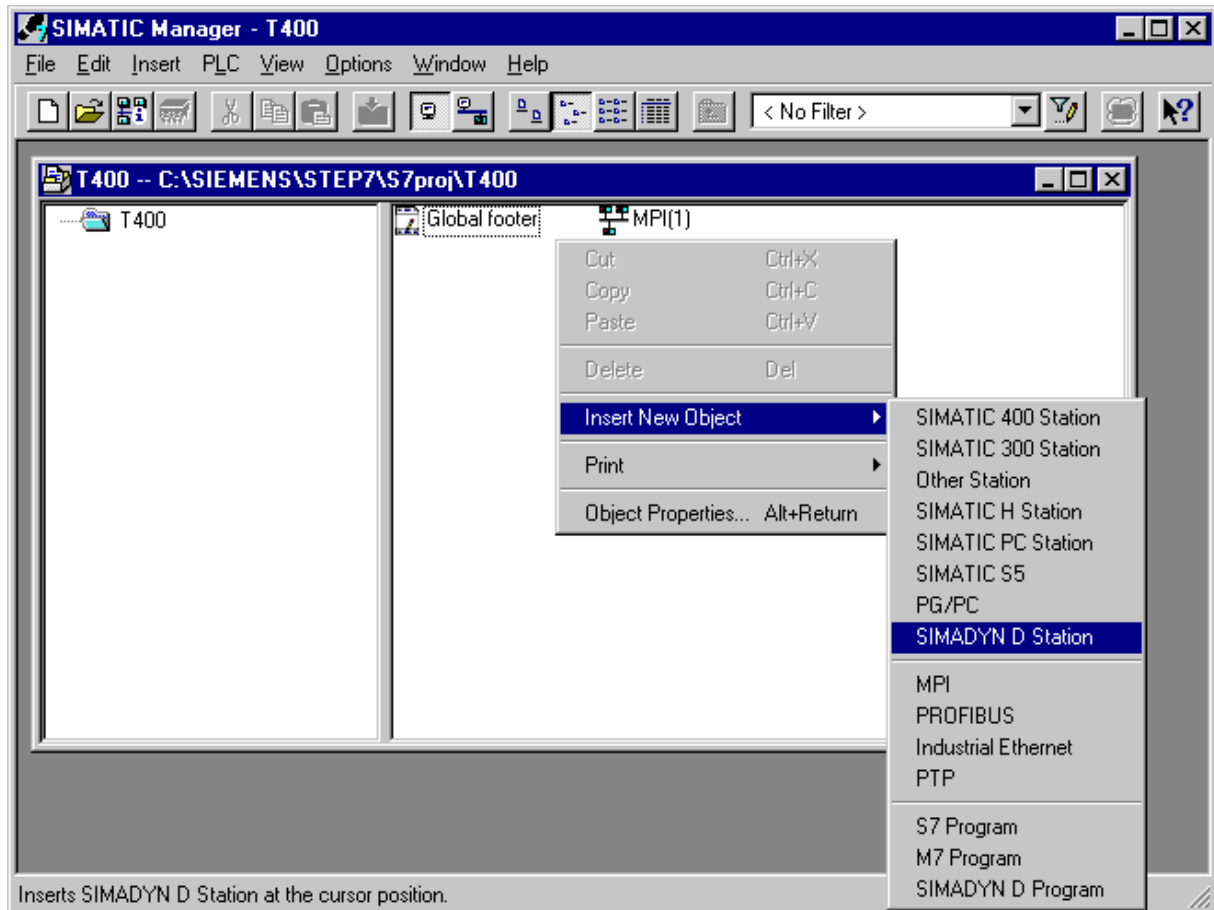 SIMATIC Manager - T400
File Edit Insert PLC View Options Window Help
< No Filter >
T400 -- C:\SIEMENS\STEP7\S7proj\T400
T400
Global footer
MPI(1)
Cut Ctrl+X
Copy Ctrl+C
Paste Ctrl+V
Delete Del
Insert New Object
Print
Object Properties... Alt+Return
SIMATIC 400 Station
SIMATIC 300 Station
Other Station
SIMATIC H Station
SIMATIC PC Station
SIMATIC S5
PG/PC
SIMADYN D Station
MPI
PROFIBUS
Industrial Ethernet
PTP
S7 Program
M7 Program
SIMADYN D Program
Inserts SIMADYN D Station at the cursor position.